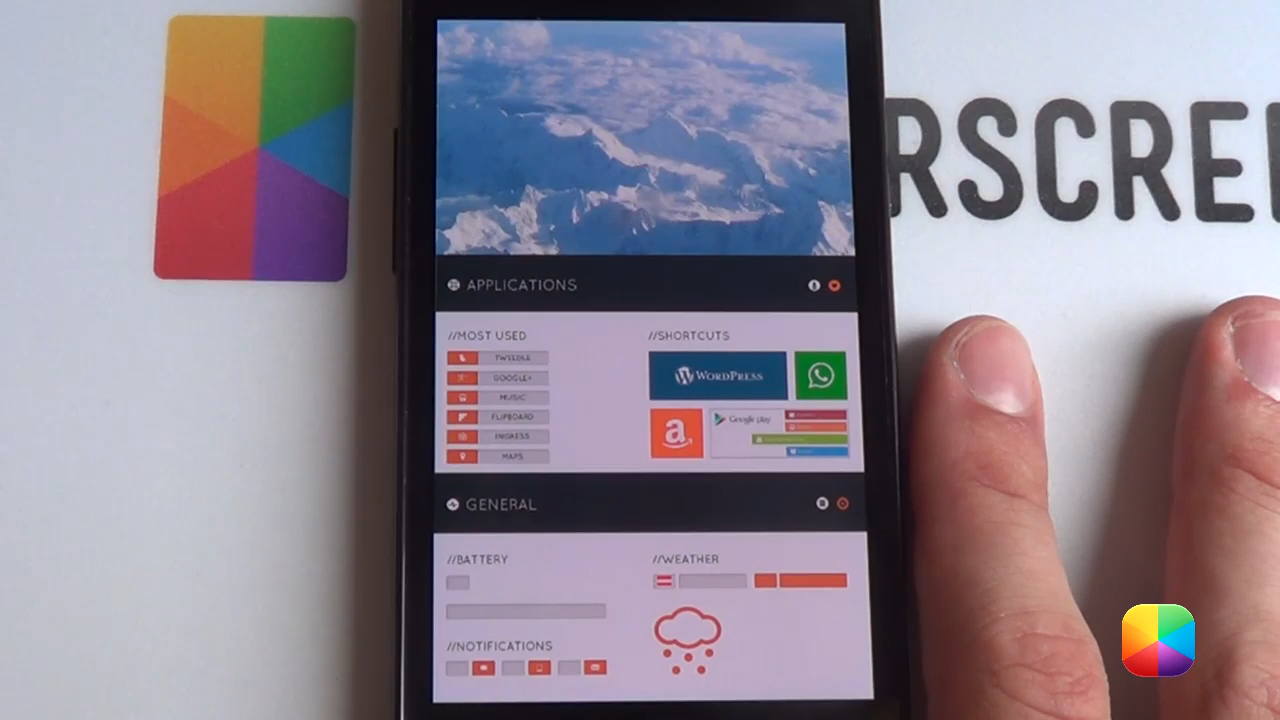 RSCREE
APPLICATIONS
//MOST USED
//SHORTCUTS
TWEEDLE
GOOGLE+
MUSIC
FLIPBOARD
INGRESS
MAPS
WORDPRESS
a
Google play
GENERAL
//BATTERY
//WEATHER
//NOTIFICATIONS